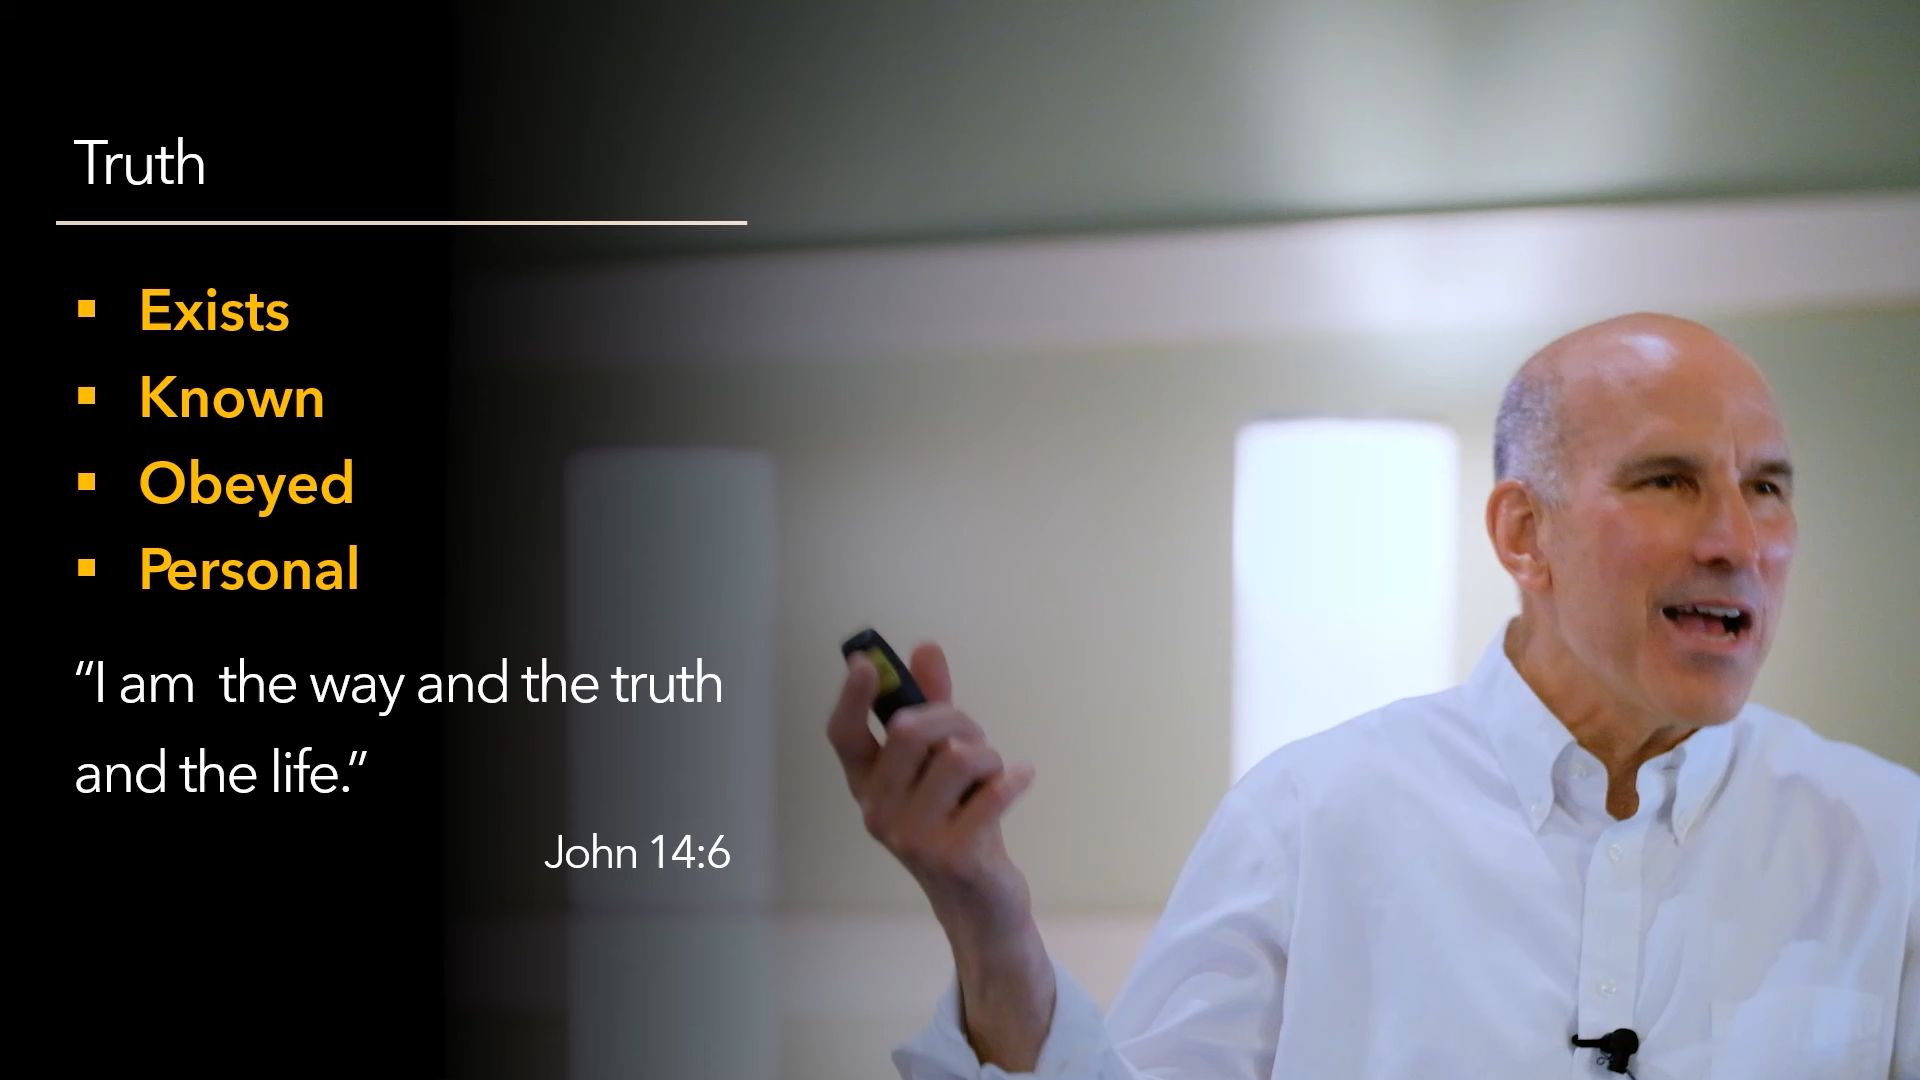 Truth
▪ Exists
▪ Known
▪ Obeyed
▪ Personal
“I am  the way and the truth
and the life.”
John 14:6